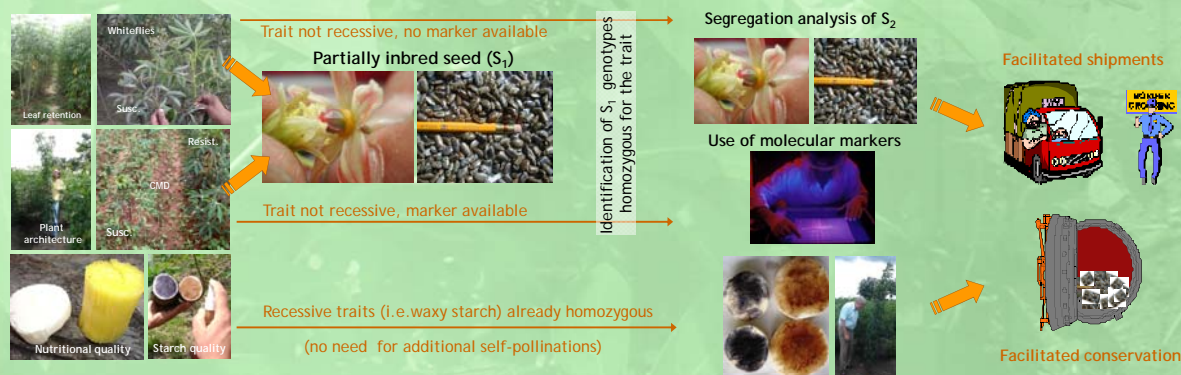 Whiteflies
Susc.
Leaf retention
Trait not recessive, no marker available
Partially inbred seed (S1)
Identification of S1 genotypes
homozygous for the trait
Segregation analysis of S2
Facilitated shipments
BORDER
CROSSING
Resist.
CMD
Susc.
Plant
architecture
Use of molecular markers
Trait not recessive, marker available
Nutritional quality
Starch quality
Recessive traits (i.e.waxy starch) already homozygous
(no need for additional self-pollinations)
Facilitated conservation